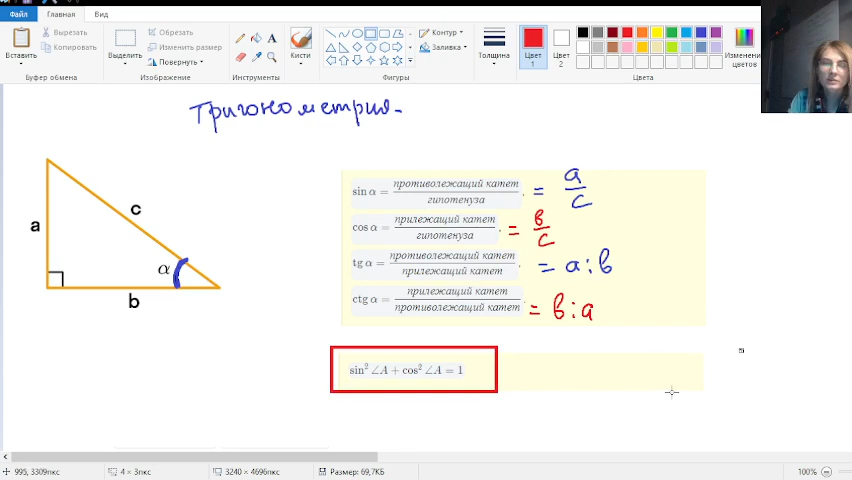 Файл Главная Вид
Вставить
Вырезать
Копировать
Выделить
Обрезать
Изменить размер
Повернуть
Кисти
Контур
Заливка
Толщина
Цвет 1
Цвет 2
Изменение цветов
Буфер обмена Изображение Инструменты Фигуры Цвета
Тригонометрия.
a
c
α
b
sin α = противолежащий катет / гипотенуза . = a/c
cos α = прилежащий катет / гипотенуза . = в/c
tg α = противолежащий катет / прилежащий катет . = a : в
ctg α = прилежащий катет / противолежащий катет . = в : a
sin² ∠A + cos² ∠A = 1
995, 3309пкс 4 × 3пкс 3240 × 4696пкс Размер: 69,7КБ 100%